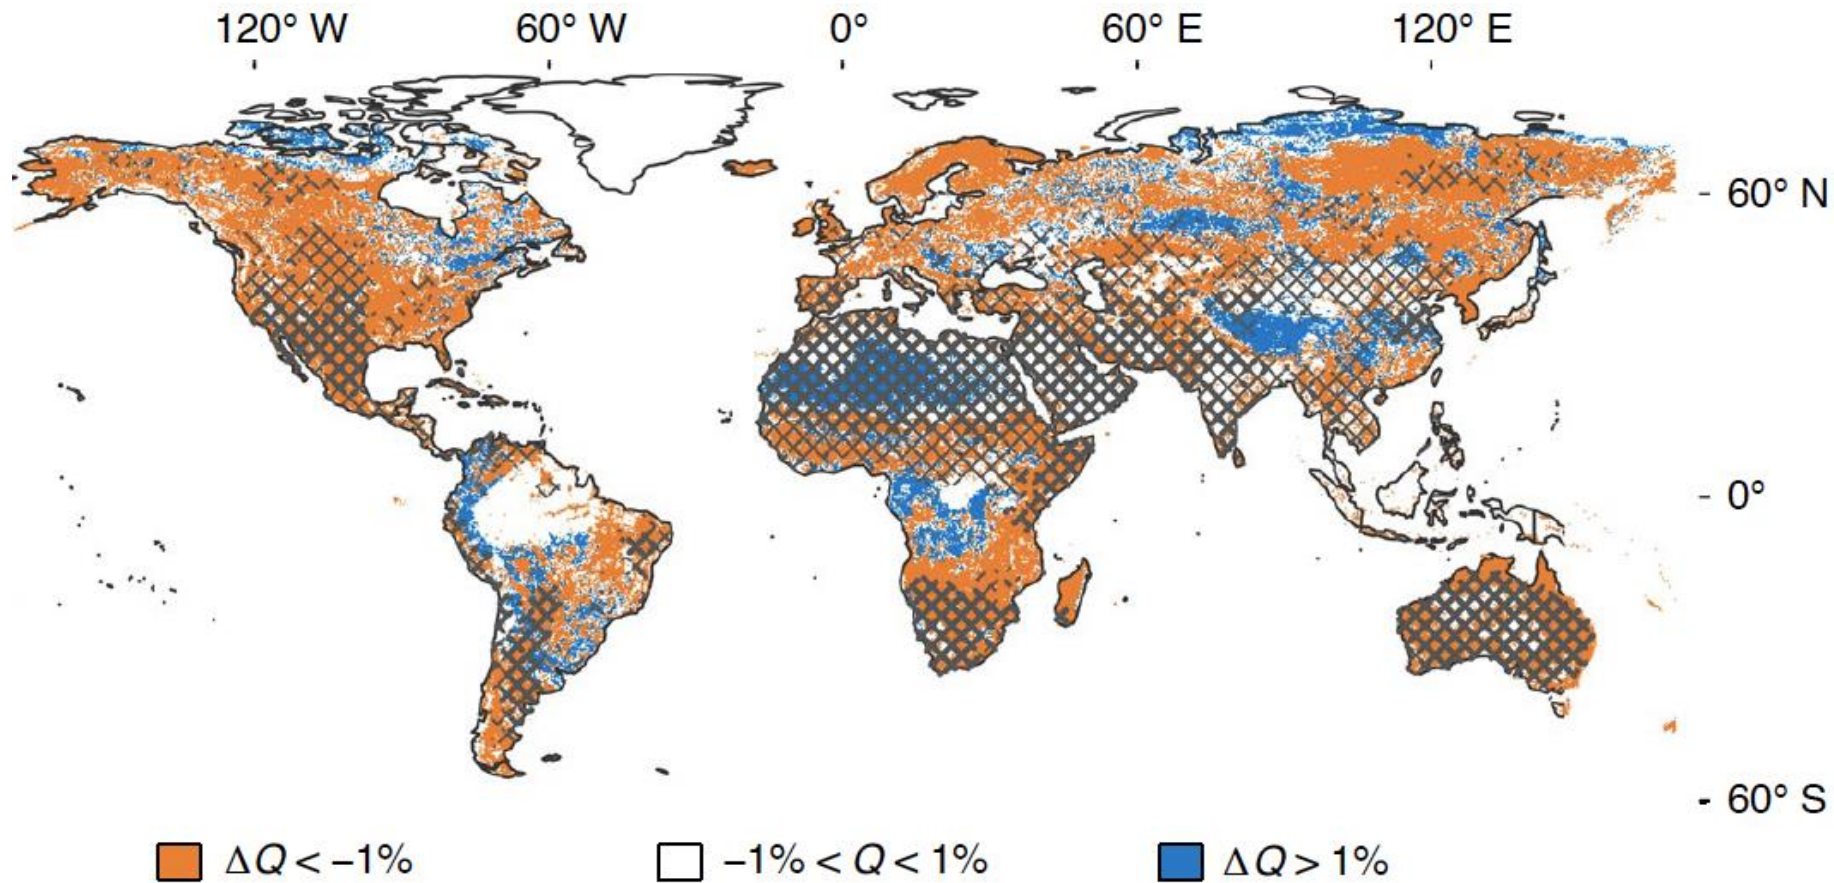 120° W 60° W 0° 60° E 120° E
60° N
0°
60° S
ΔQ < −1% −1% < Q < 1% ΔQ > 1%